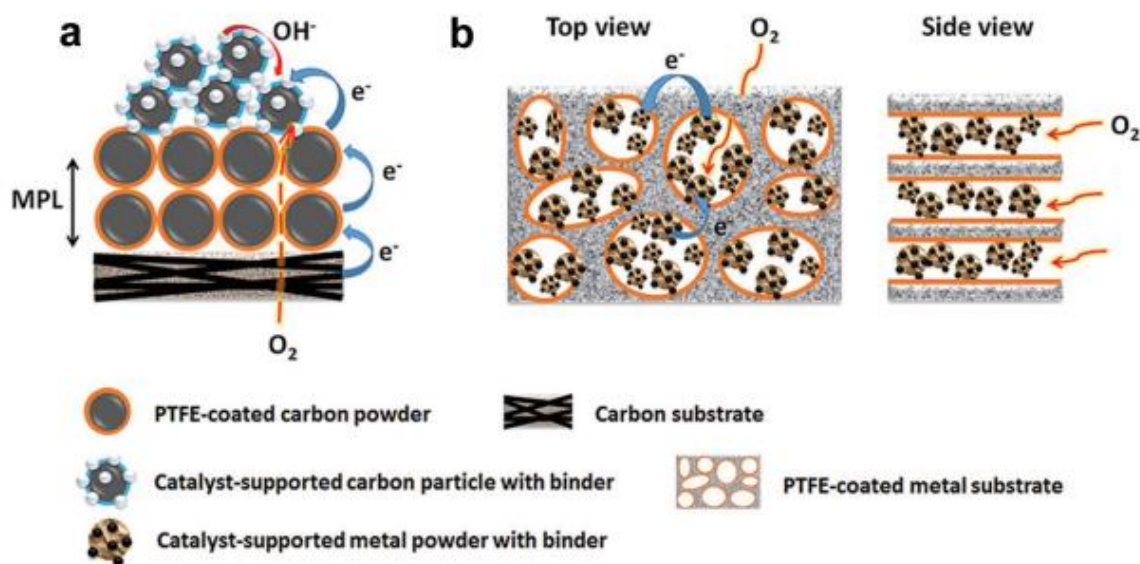 a
OH-
e-
MPL
e-
e-
O2
b
Top view
O2
e-
e-
Side view
O2
PTFE-coated carbon powder
Carbon substrate
Catalyst-supported carbon particle with binder
PTFE-coated metal substrate
Catalyst-supported metal powder with binder